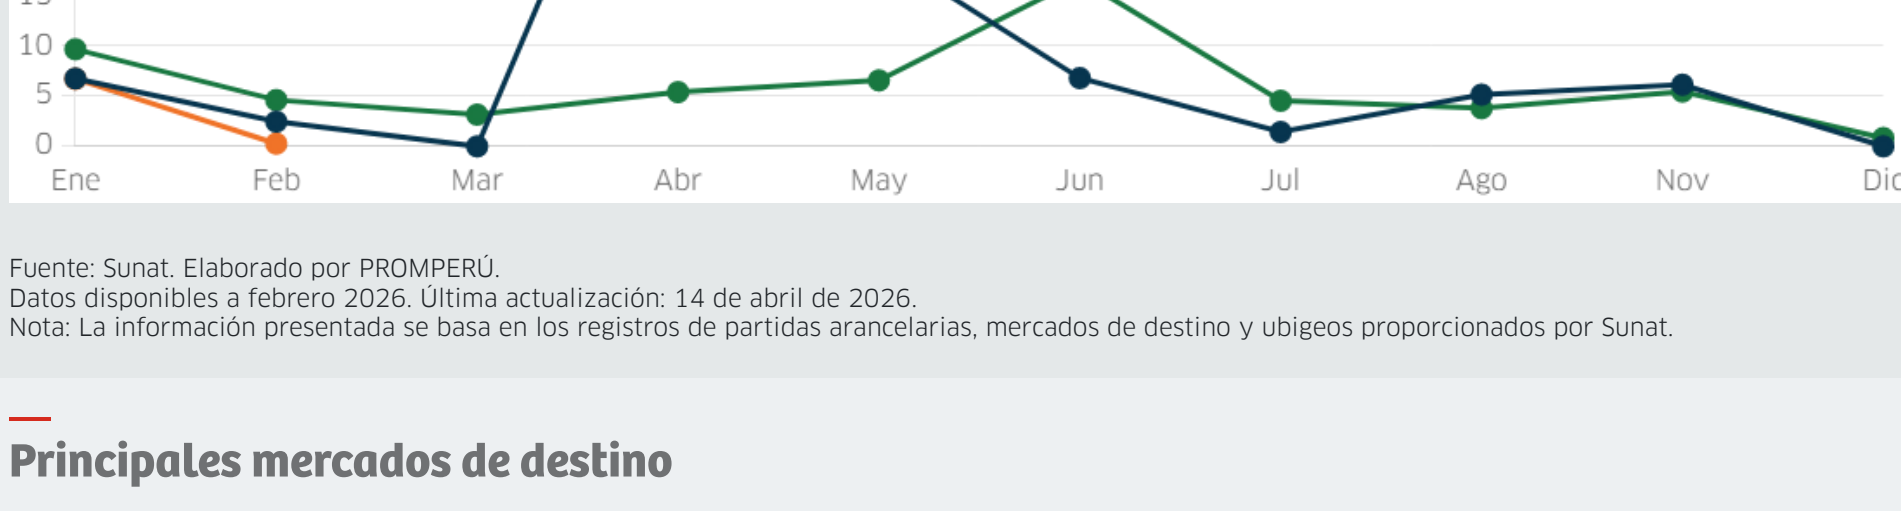 10
5
0
Ene Feb Mar Abr May Jun Jul Ago Nov
Fuente: Sunat. Elaborado por PROMPERÚ.
Datos disponibles a febrero 2026. Última actualización: 14 de abril de 2026.
Nota: La información presentada se basa en los registros de partidas arancelarias, mercados de destino y ubigeos proporcionados por Sunat.
Principales mercados de destino